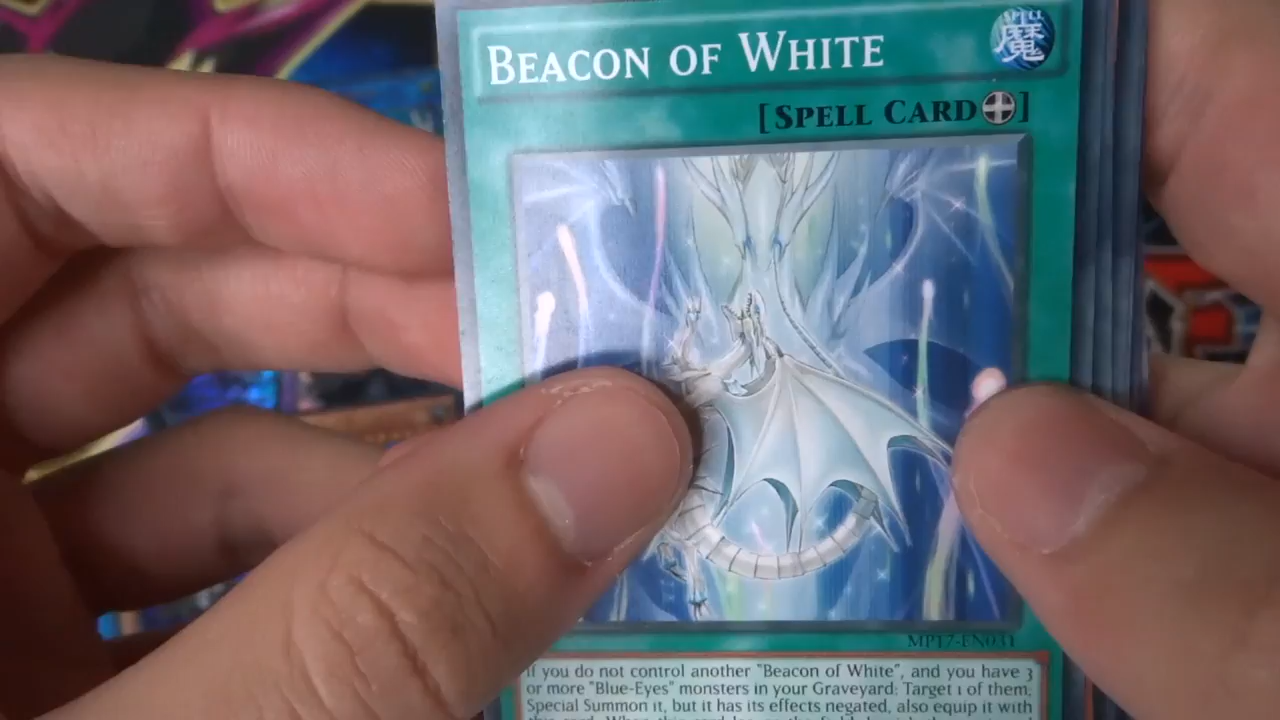 BEACON OF WHITE
SPELL
魔
[SPELL CARD]
MP17-EN031
If you do not control another "Beacon of White", and you have 3
or more "Blue-Eyes" monsters in your Graveyard: Target 1 of them;
Special Summon it, but it has its effects negated, also equip it with